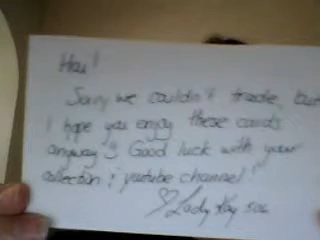 Hey!
Sorry we couldn't trade, but
I hope you enjoy these cards
anyway :) Good luck with your
collection & youtube channel!
♡ Lady Kay